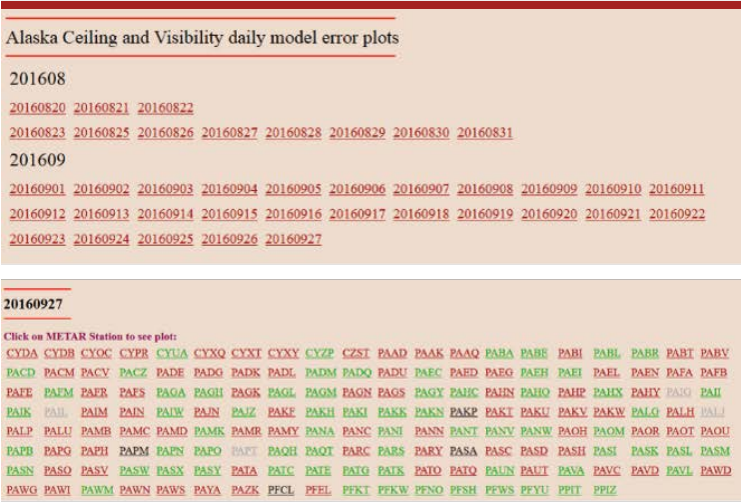 Alaska Ceiling and Visibility daily model error plots
201608
20160820 20160821 20160822
20160823 20160825 20160826 20160827 20160828 20160829 20160830 20160831
201609
20160901 20160902 20160903 20160904 20160905 20160906 20160907 20160908 20160909 20160910 20160911
20160912 20160913 20160914 20160915 20160916 20160917 20160918 20160919 20160920 20160921 20160922
20160923 20160924 20160925 20160926 20160927
20160927
Click on METAR Station to see plot:
CYDA CYDB CYOC CYPR CYUA CYXQ CYXT CYXY CYZP CZST PAAD PAAK PAAQ PABA PABE PABI PABL PABR PABT PABV
PACD PACM PACV PACZ PADE PADG PADK PADL PADM PADQ PADU PAEC PAED PAEG PAEH PAEI PAEL PAEN PAFA PAFB
PAFE PAFM PAFR PAFS PAGA PAGH PAGK PAGL PAGM PAGN PAGS PAGY PAHC PAHN PAHO PAHP PAHX PAHY PAIG PAII
PAIK PAIL PAIM PAIN PAIW PAJN PAJZ PAKF PAKH PAKI PAKK PAKN PAKP PAKT PAKU PAKV PAKW PALG PALH PALJ
PALP PALU PAMB PAMC PAMD PAMK PAMR PAMY PANA PANC PANI PANN PANT PANV PANW PAOH PAOM PAOR PAOT PAOU
PAPB PAPG PAPH PAPM PAPN PAPO PAPT PAQH PAQT PARC PARS PARY PASA PASC PASD PASH PASI PASK PASL PASM
PASN PASO PASV PASW PASX PASY PATA PATC PATE PATG PATK PATO PATQ PAUN PAUT PAVA PAVC PAVD PAVL PAWD
PAWG PAWI PAWM PAWN PAWS PAYA PAZK PFCL PFEL PFKT PFKW PFNO PFSH PFWS PFYU PPIT PPIZ